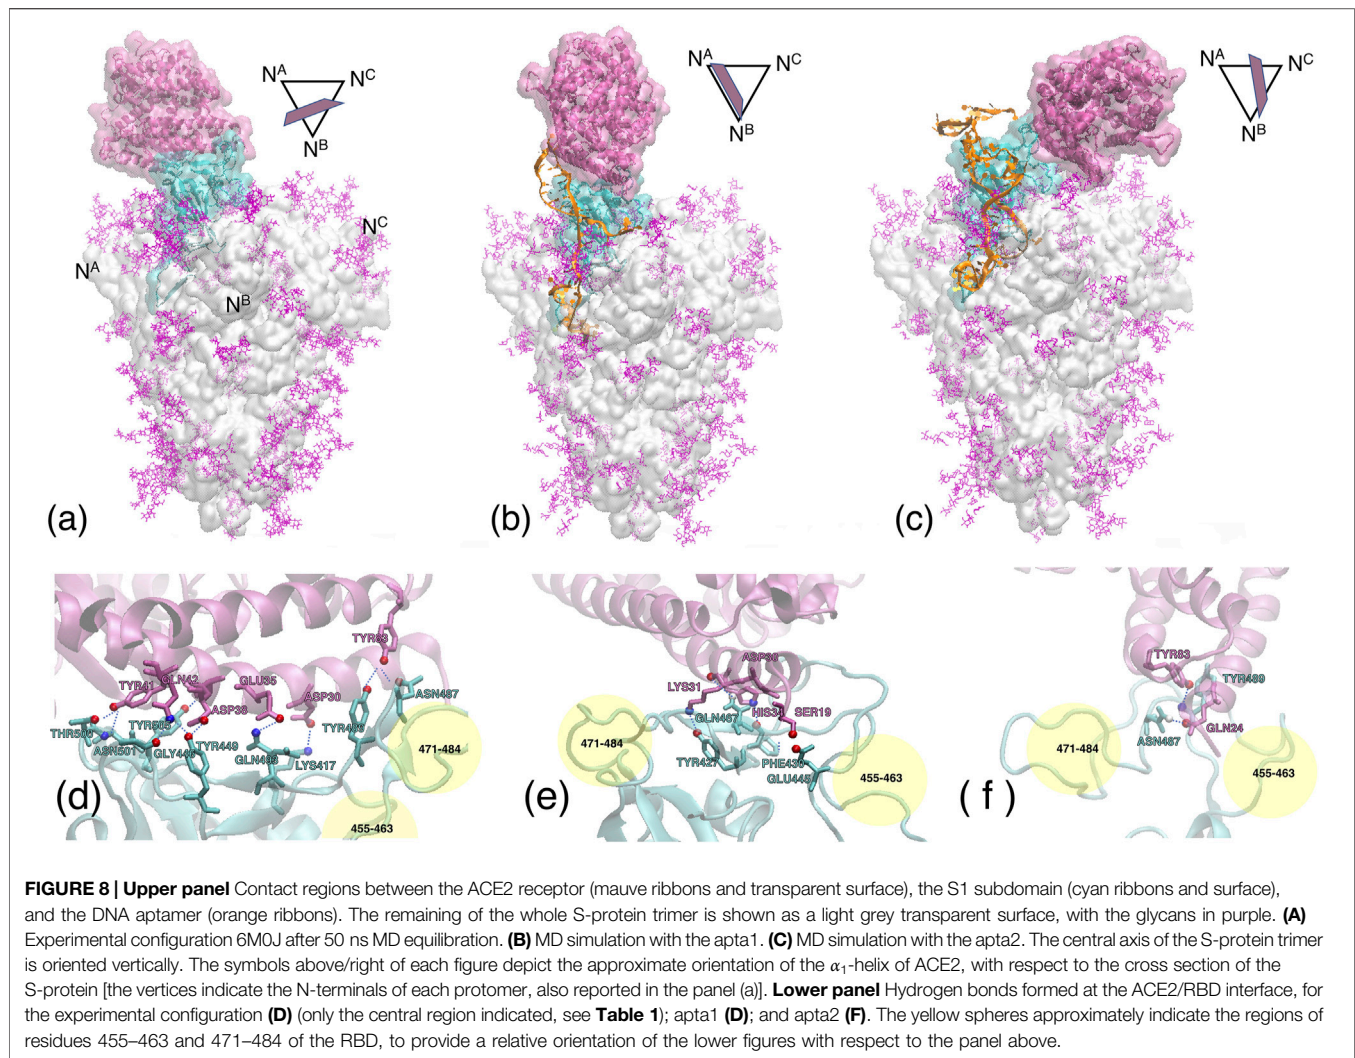 N^A
N^C
N^B
N^A
N^C
N^B
N^A
N^C
N^B
N^C
N^A
N^B
(a)
(b)
(c)
TYR83
TYR41
GLN42
GLU35
ASP30
ASN487
ASP38
THR500
TYR505
ASN501
GLY446
TYR449
GLN493
LYS417
TYR489
471-484
455-463
(d)
ASP30
LYS31
GLN467
HIS34
SER19
471-484
TYR427
PHE430
GLU445
455-463
(e)
TYR83
TYR489
ASN487
GLN24
471-484
455-463
( f )
FIGURE 8 | Upper panel Contact regions between the ACE2 receptor (mauve ribbons and transparent surface), the S1 subdomain (cyan ribbons and surface),
and the DNA aptamer (orange ribbons). The remaining of the whole S-protein trimer is shown as a light grey transparent surface, with the glycans in purple. (A)
Experimental configuration 6M0J after 50 ns MD equilibration. (B) MD simulation with the apta1. (C) MD simulation with the apta2. The central axis of the S-protein trimer
is oriented vertically. The symbols above/right of each figure depict the approximate orientation of the α₁-helix of ACE2, with respect to the cross section of the
S-protein [the vertices indicate the N-terminals of each protomer, also reported in the panel (a)]. Lower panel Hydrogen bonds formed at the ACE2/RBD interface, for
the experimental configuration (D) (only the central region indicated, see Table 1); apta1 (D); and apta2 (F). The yellow spheres approximately indicate the regions of
residues 455–463 and 471–484 of the RBD, to provide a relative orientation of the lower figures with respect to the panel above.